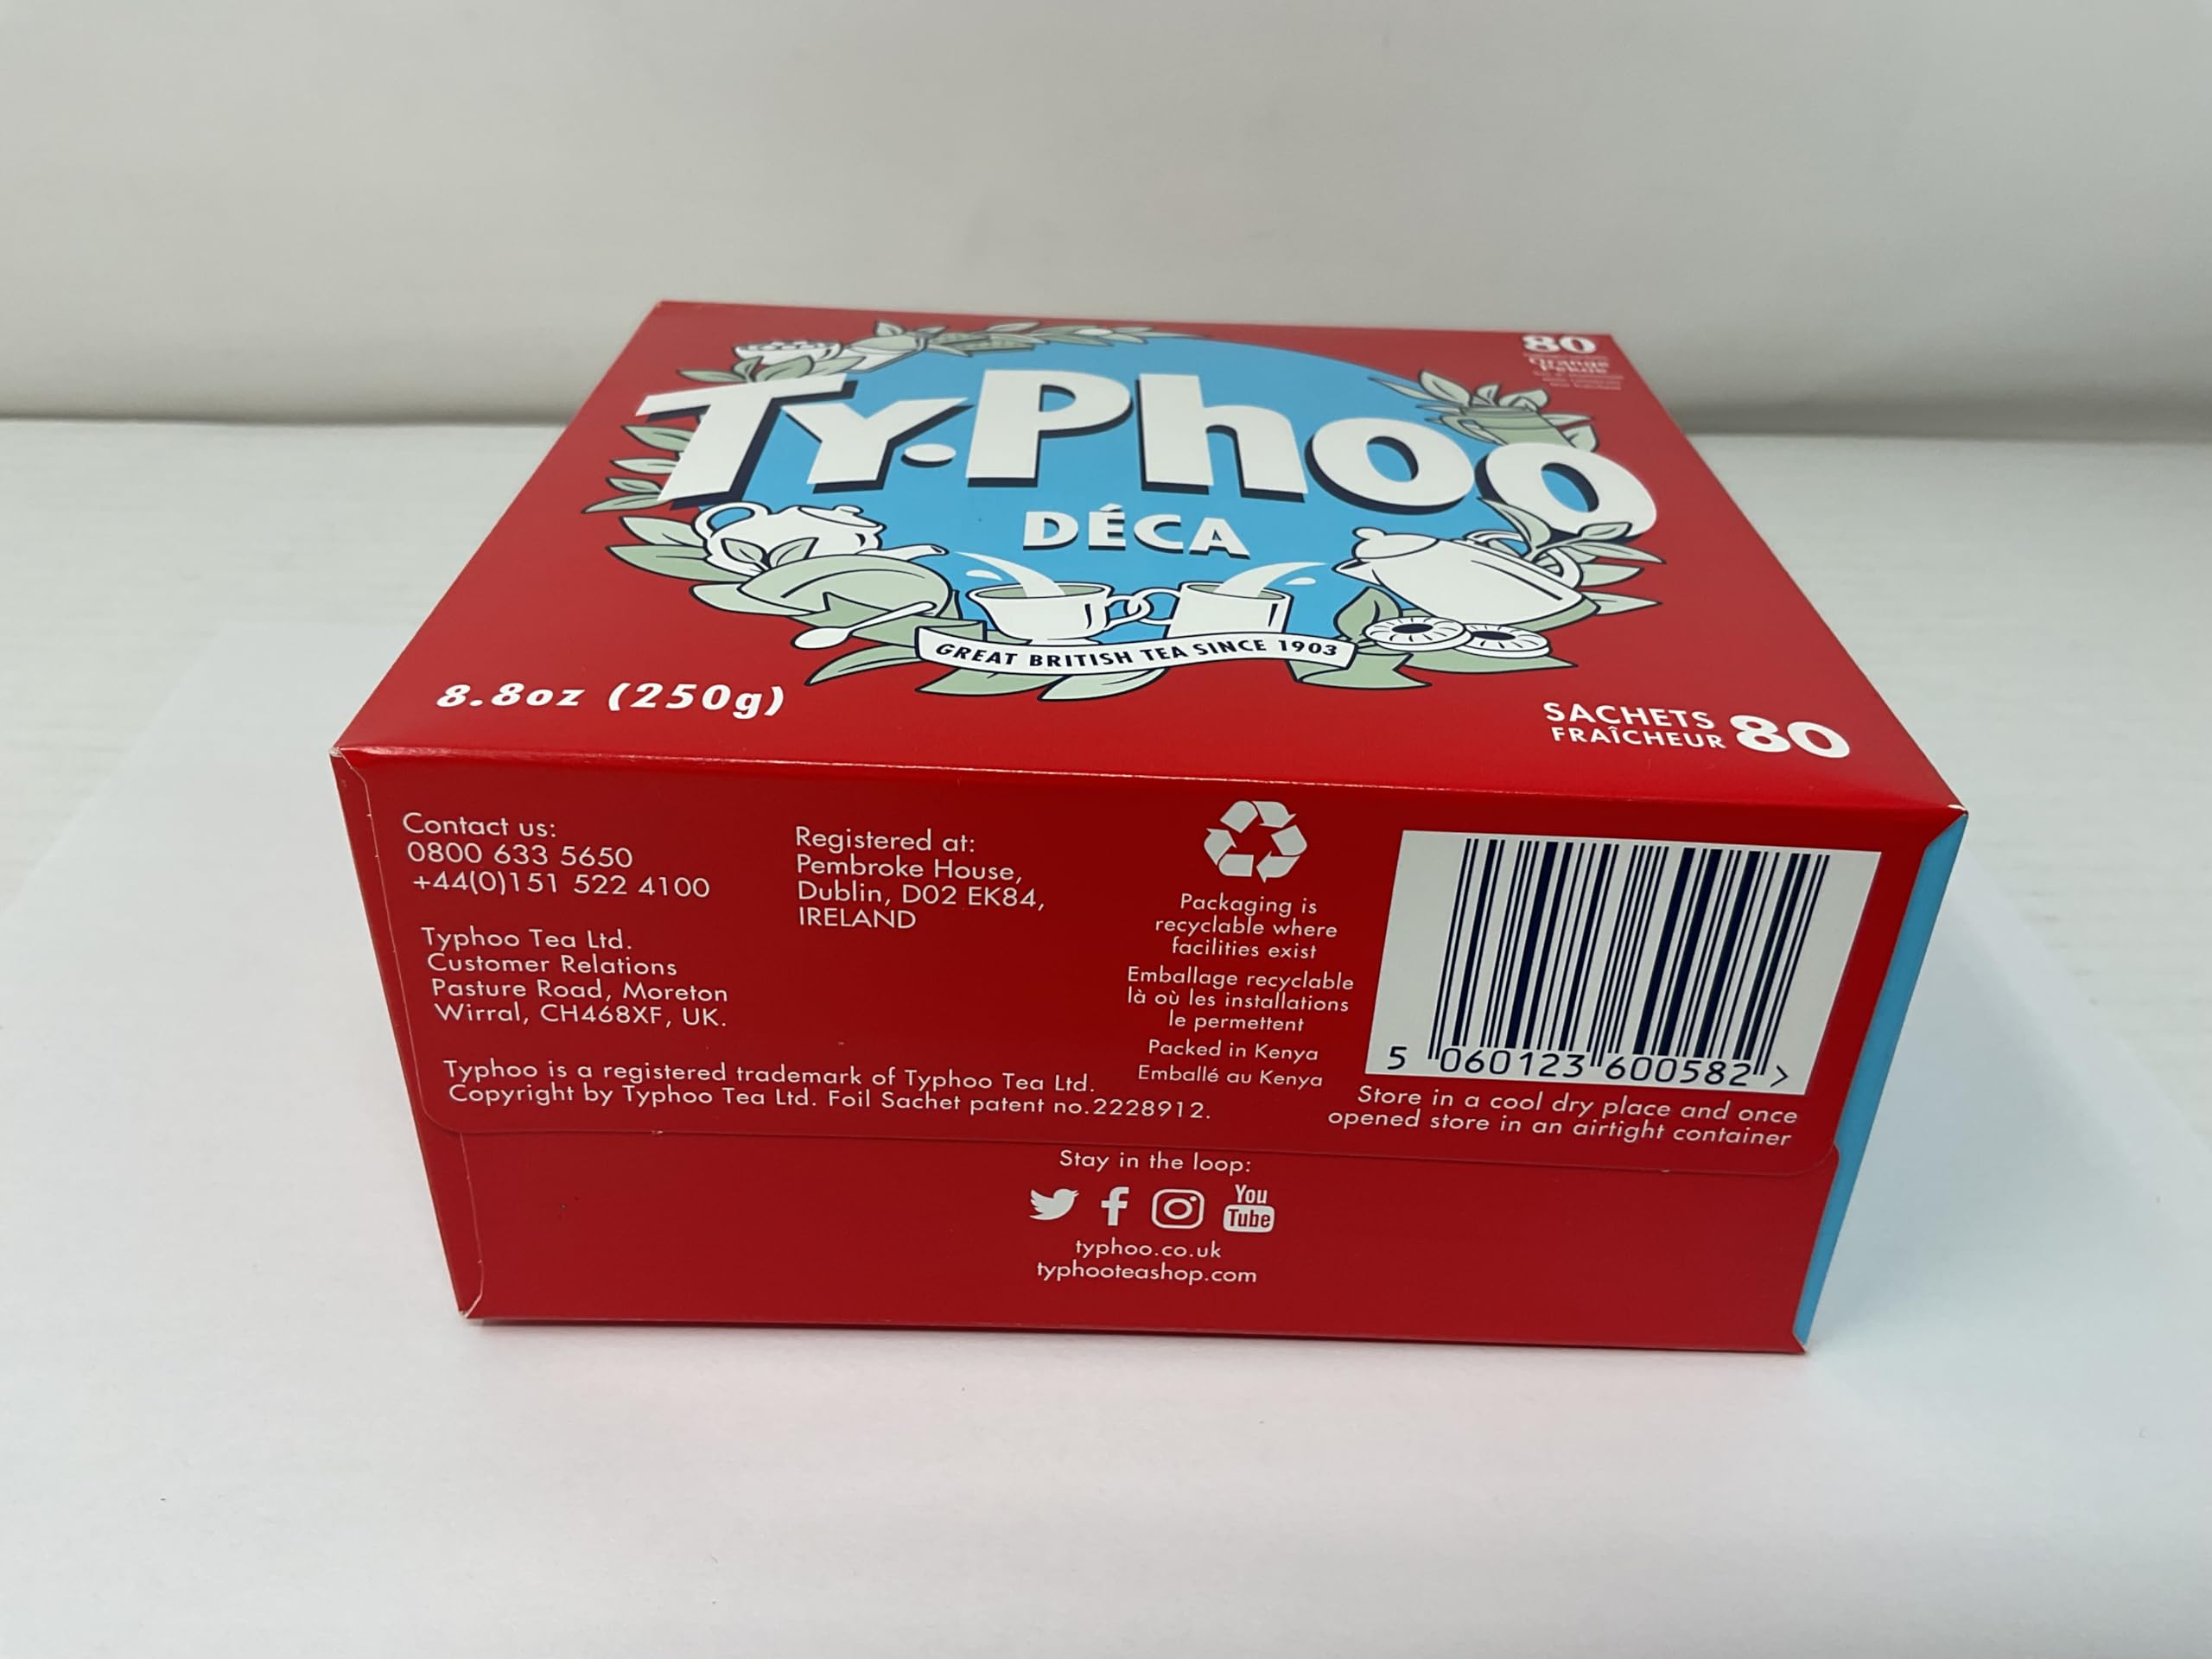 80
Orange
Pekoe
Ty.Phoo
DÉCA
GREAT BRITISH TEA SINCE 1903
8.8oz (250g)
SACHETS
FRAÎCHEUR 80
Contact us:
0800 633 5650
+44(0)151 522 4100
Typhoo Tea Ltd.
Customer Relations
Pasture Road, Moreton
Wirral, CH468XF, UK.
Registered at:
Pembroke House,
Dublin, D02 EK84,
IRELAND
Typhoo is a registered trademark of Typhoo Tea Ltd.
Copyright by Typhoo Tea Ltd. Foil Sachet patent no.2228912.
Packaging is
recyclable where
facilities exist
Emballage recyclable
là où les installations
le permettent
Packed in Kenya
Emballé au Kenya
5 060123 600582 >
Store in a cool dry place and once
opened store in an airtight container
Stay in the loop:
You
Tube
typhoo.co.uk
typhooteashop.com